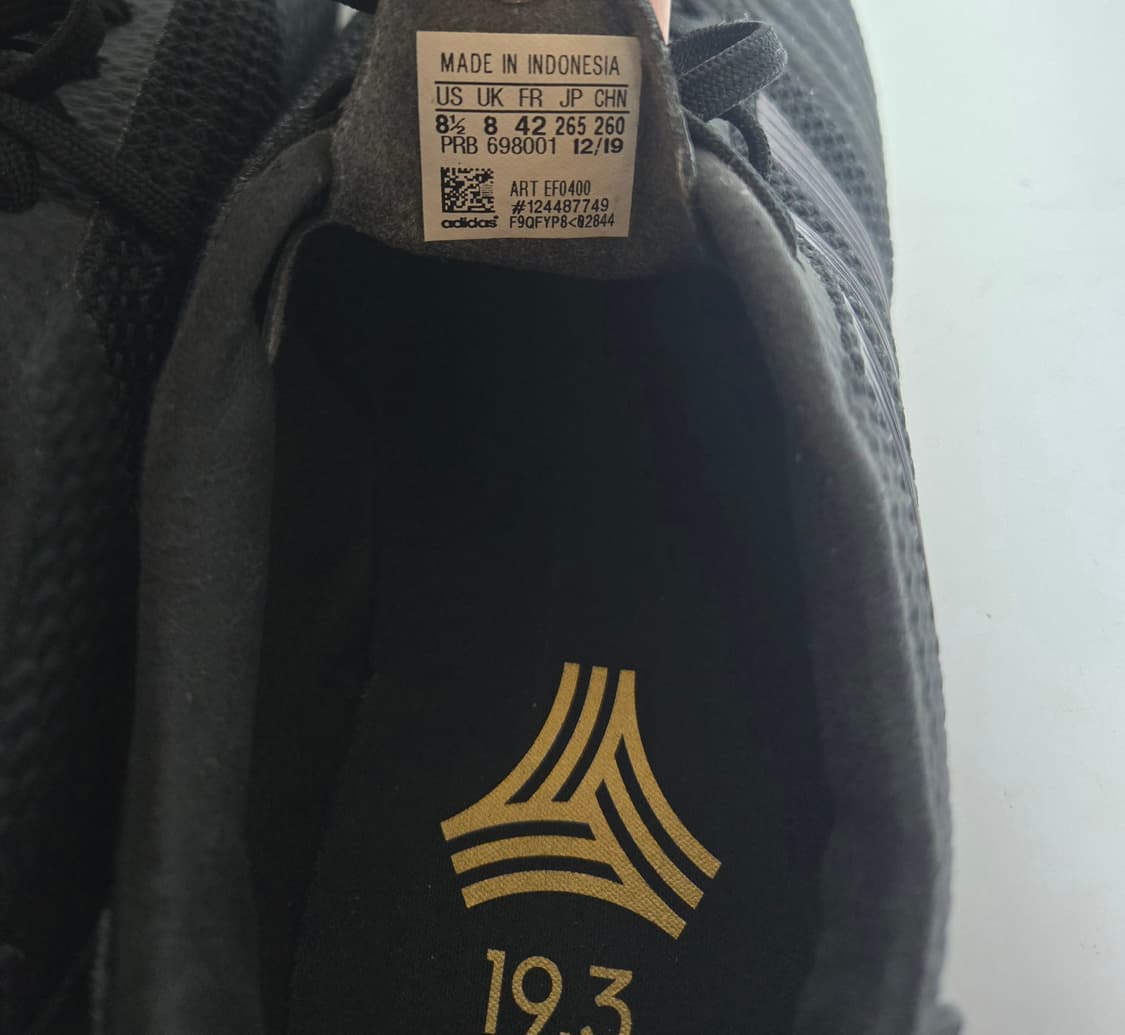 MADE IN INDONESIA
US UK FR JP CHN
8½ 8 42 265 260
PRB 698001 12/19
ART EF0400
#124487749
adidas F9QFYP8<02844
19.3